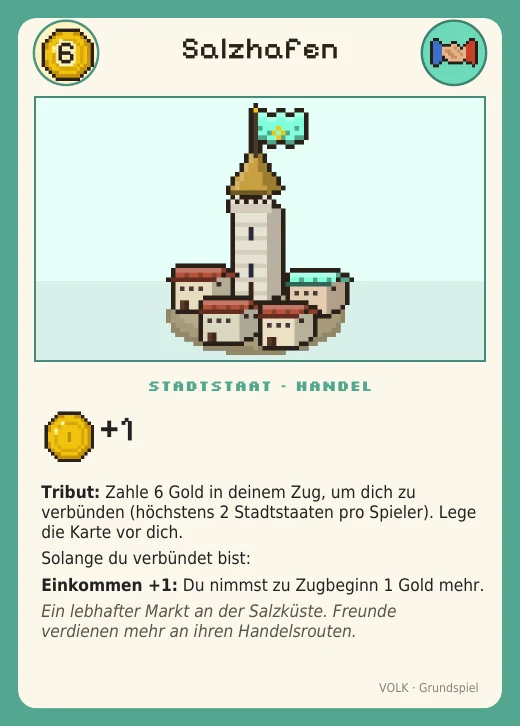 6
Salzhafen
STADTSTAAT - HANDEL
+1
Tribut: Zahle 6 Gold in deinem Zug, um dich zu
verbünden (höchstens 2 Stadtstaaten pro Spieler). Lege
die Karte vor dich.
Solange du verbündet bist:
Einkommen +1: Du nimmst zu Zugbeginn 1 Gold mehr.
Ein lebhafter Markt an der Salzküste. Freunde
verdienen mehr an ihren Handelsrouten.
VOLK · Grundspiel